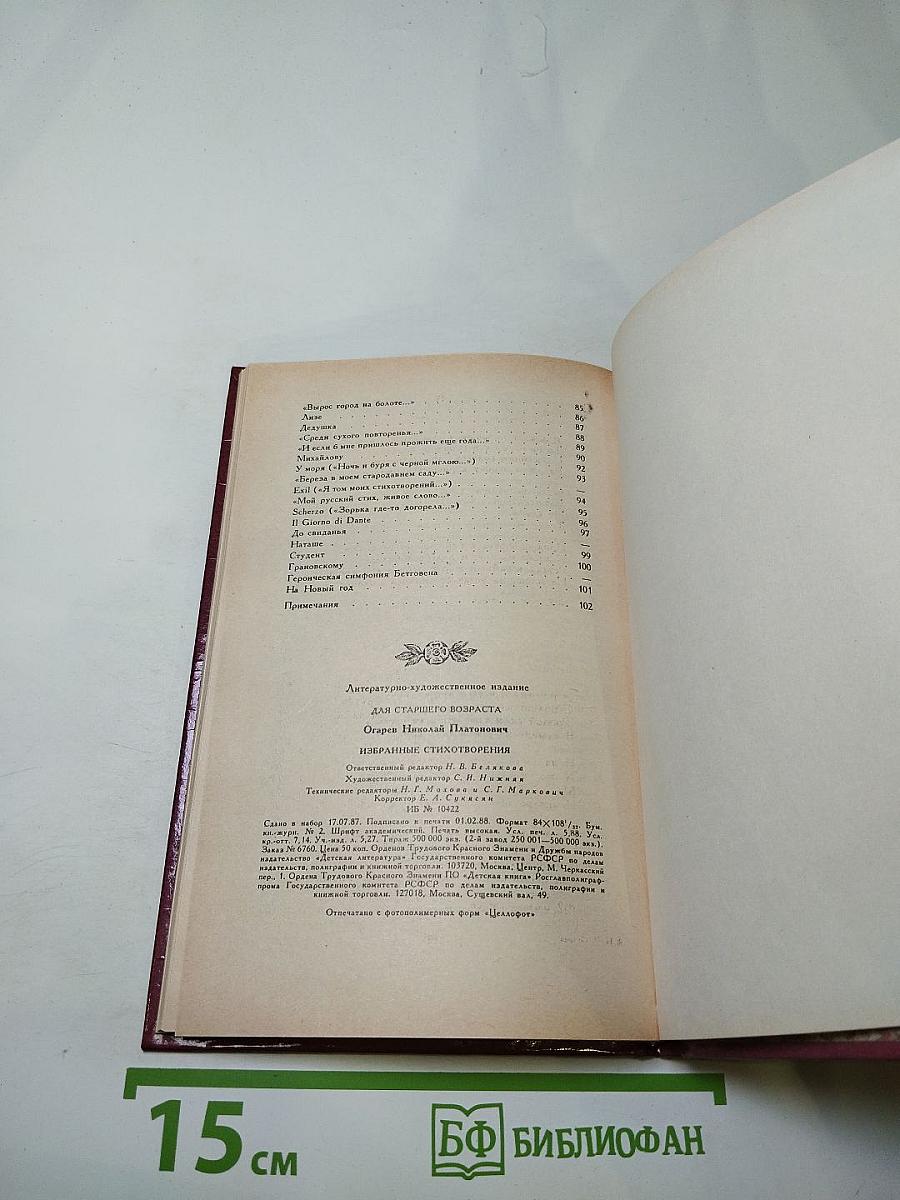 «Вырос город на болоте...» . . . . . . . . . 85
Лизе . . . . . . . . . 86
Дедушка . . . . . . . . . 87
«Среди сухого повторенья...» . . . . . . . . . 88
«И если б мне пришлось прожить еще года...» . . . . . . . . . 89
Михайлову . . . . . . . . . 90
У моря («Ночь и буря с черной мглою...») . . . . . . . . . 92
«Береза в моем стародавнем саду...» . . . . . . . . . 93
Exil («Я том моих стихотворений...») . . . . . . . . . —
«Мой русский стих, живое слово...» . . . . . . . . . 94
Scherzo («Зорька где-то догорела...») . . . . . . . . . 95
Il Giorno di Dante . . . . . . . . . 96
До свиданья . . . . . . . . . 97
Наташе . . . . . . . . . —
Студент . . . . . . . . . 99
Грановскому . . . . . . . . . 100
Героическая симфония Бетговена . . . . . . . . . —
На Новый год . . . . . . . . . 101
Примечания . . . . . . . . . 102
Литературно-художественное издание
ДЛЯ СТАРШЕГО ВОЗРАСТА
Огарев Николай Платонович
ИЗБРАННЫЕ СТИХОТВОРЕНИЯ
Ответственный редактор Н. В. Белякова
Художественный редактор С. И. Нижняя
Технические редакторы Н. Г. Мохова и С. Г. Маркович
Корректор Е. А. Сукясян
ИБ № 10422
Сдано в набор 17.07.87. Подписано к печати 01.02.88. Формат 84×108¹/₃₂. Бум.
кн.-журн. № 2. Шрифт академический. Печать высокая. Усл. печ. л. 5,88. Усл.
кр.-отт. 7,14. Уч.-изд. л. 5,27. Тираж 500 000 экз. (2-й завод 250 001—500 000 экз.).
Заказ № 6760. Цена 50 коп. Орденов Трудового Красного Знамени и Дружбы народов
издательство «Детская литература» Государственного комитета РСФСР по делам
издательств, полиграфии и книжной торговли. 103720, Москва, Центр, М. Черкасский
пер., 1. Ордена Трудового Красного Знамени ПО «Детская книга» Росглавполиграф-
прома Государственного комитета РСФСР по делам издательств, полиграфии и
книжной торговли. 127018, Москва, Сущевский вал, 49.
Отпечатано с фотополимерных форм «Целлофот»
15 см
БФ БИБЛИОФАН